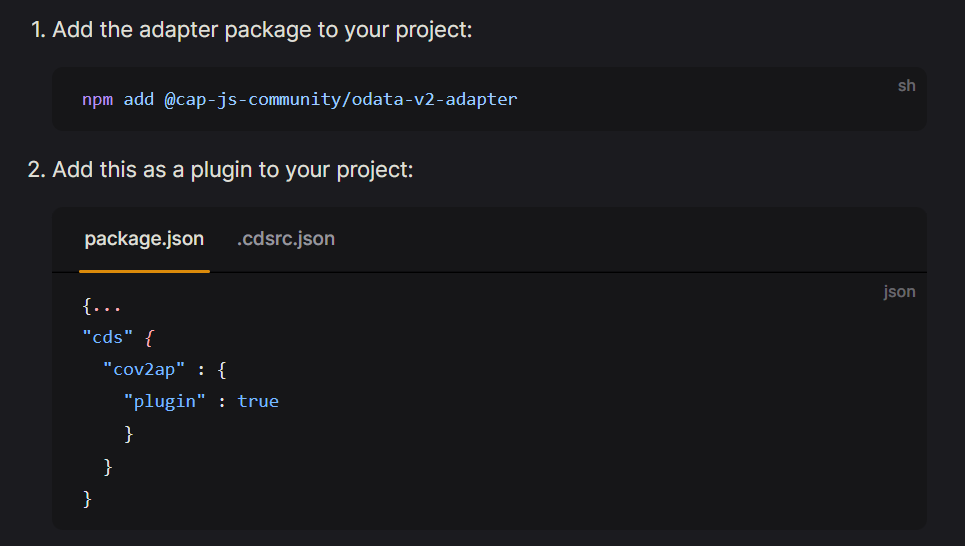 1. Add the adapter package to your project:
sh
npm add @cap-js-community/odata-v2-adapter
2. Add this as a plugin to your project:
package.json .cdsrc.json
json
{...
"cds" {
  "cov2ap" : {
    "plugin" : true
    }
  }
}